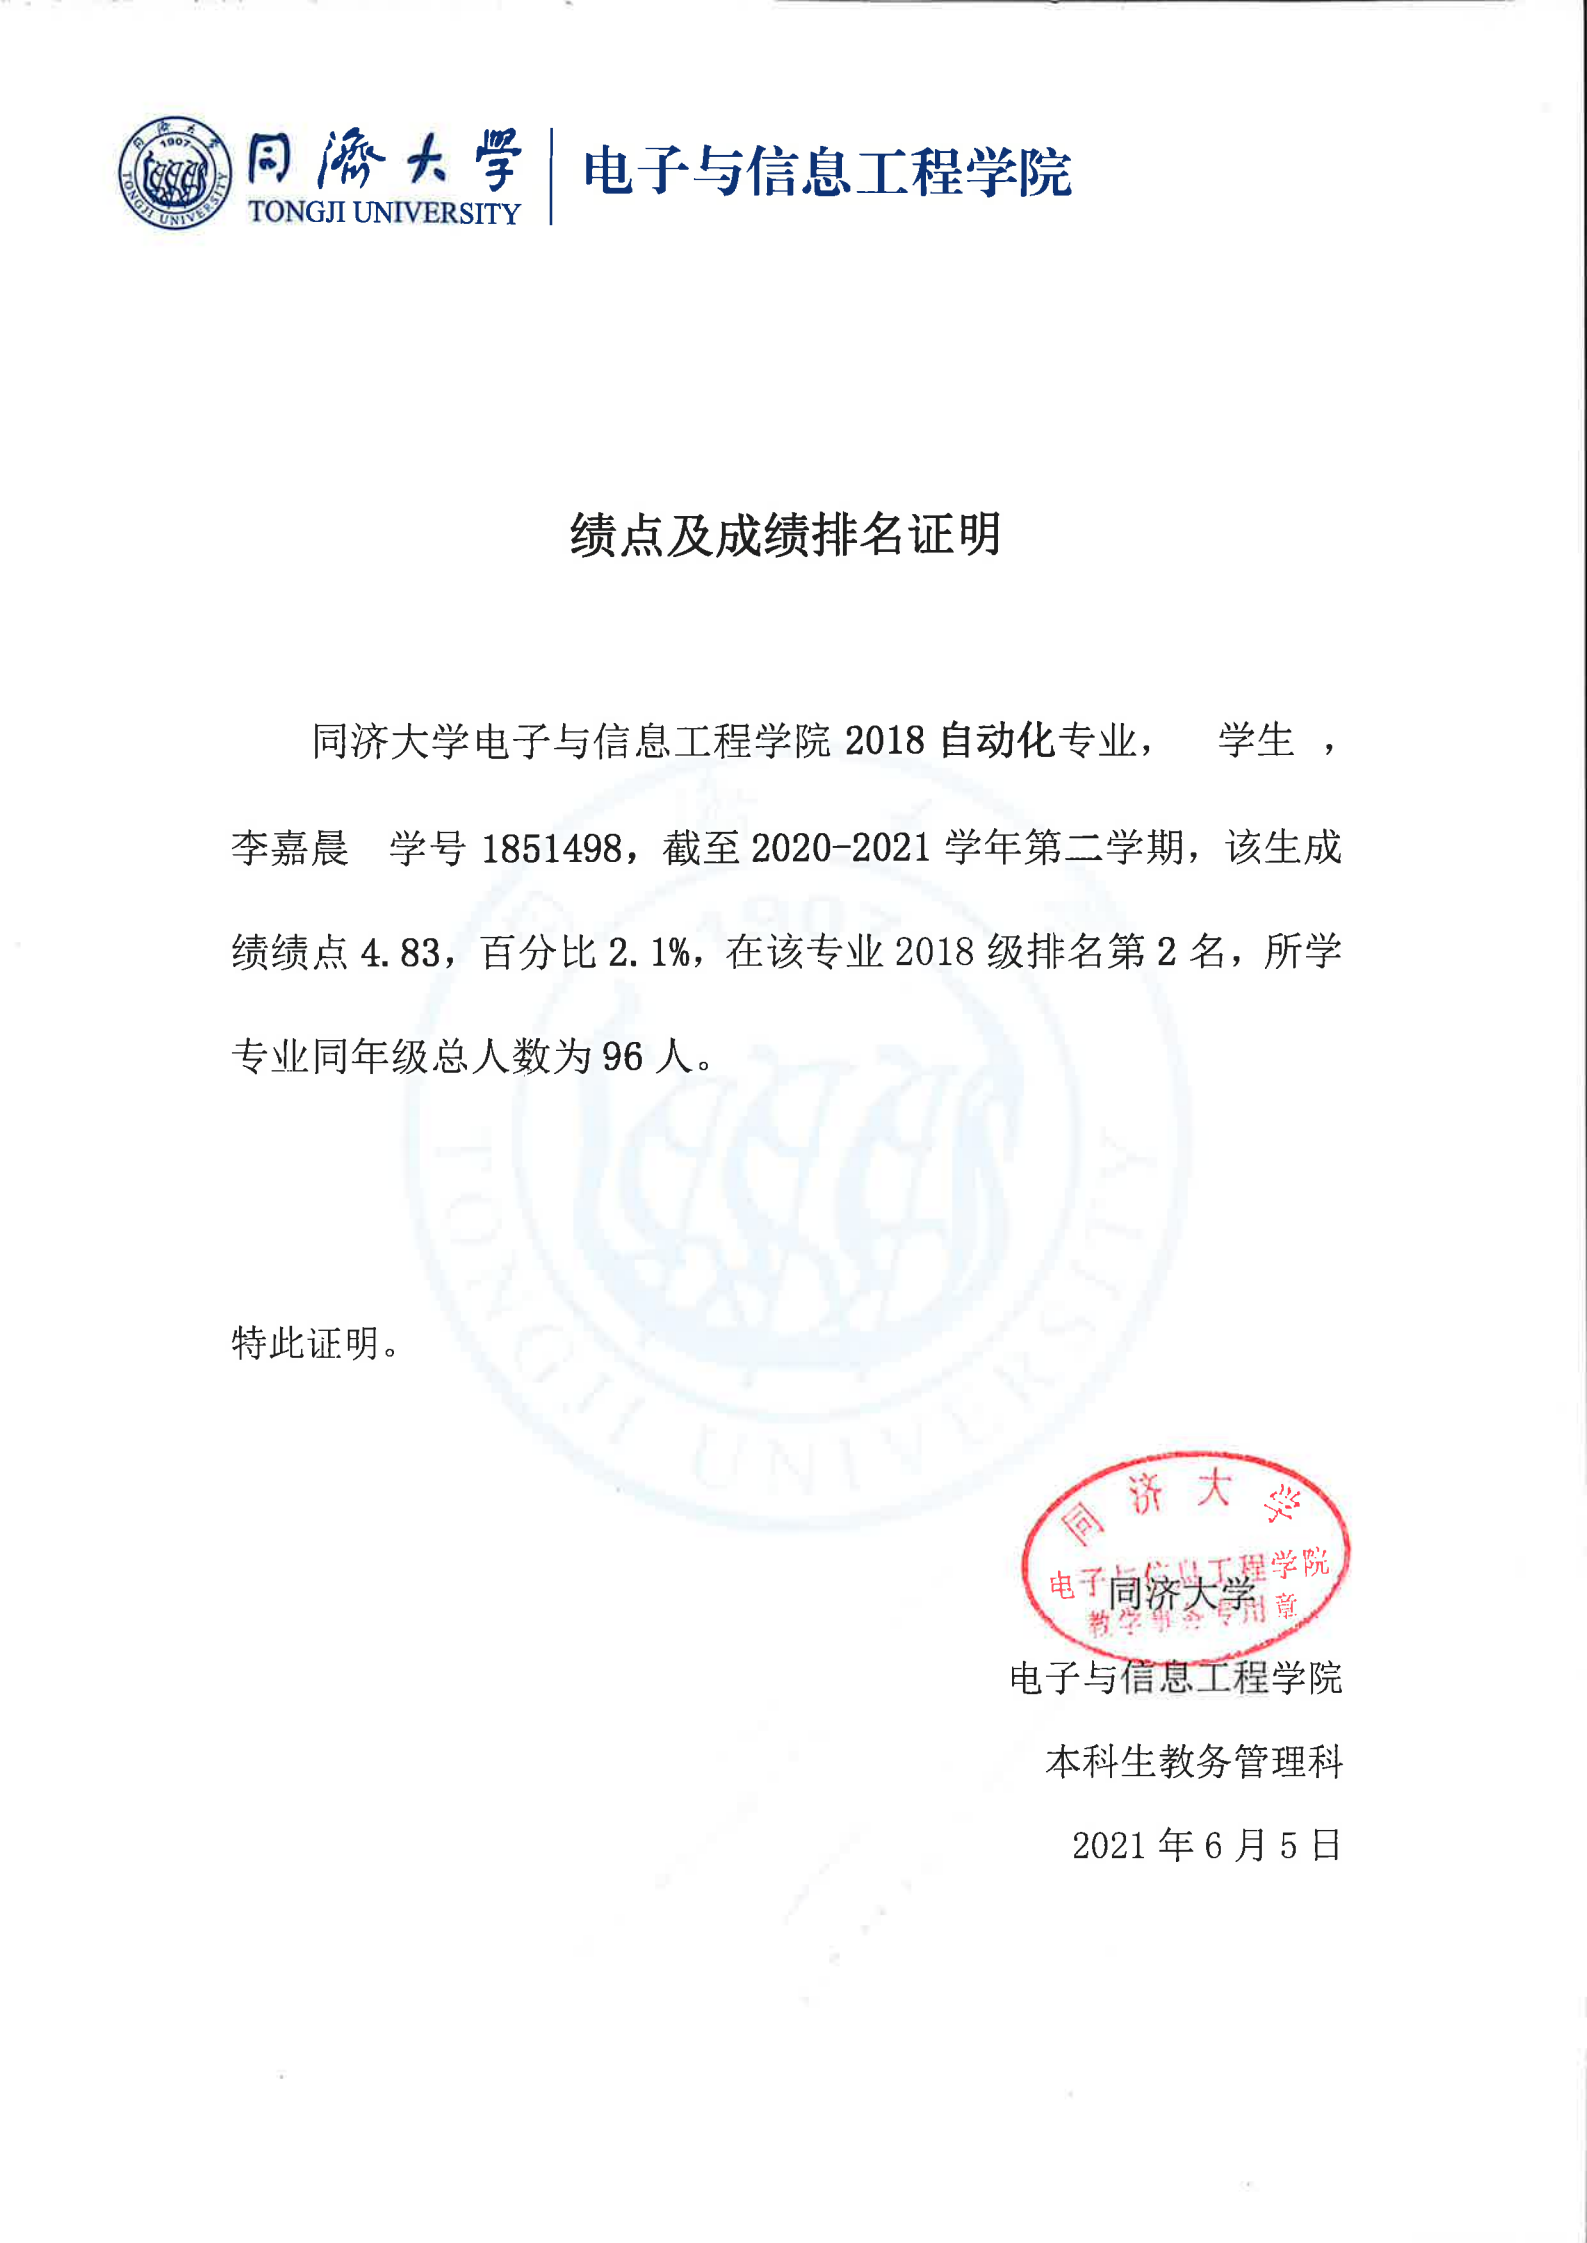 同濟大学
TONGJI UNIVERSITY
1907
TONGJI UNIVERSITY
电子与信息工程学院
绩点及成绩排名证明
同济大学电子与信息工程学院 2018 自动化专业， 学生 ，
李嘉晨 学号 1851498，截至 2020-2021 学年第二学期，该生成
绩绩点 4.83，百分比 2.1%，在该专业 2018 级排名第 2 名，所学
专业同年级总人数为 96 人。
特此证明。
1907
TONGJI UNIVERSITY
同济大学
电子与信息工程学院
教学事务专用章
同济大学
电子与信息工程学院
本科生教务管理科
2021 年 6 月 5 日